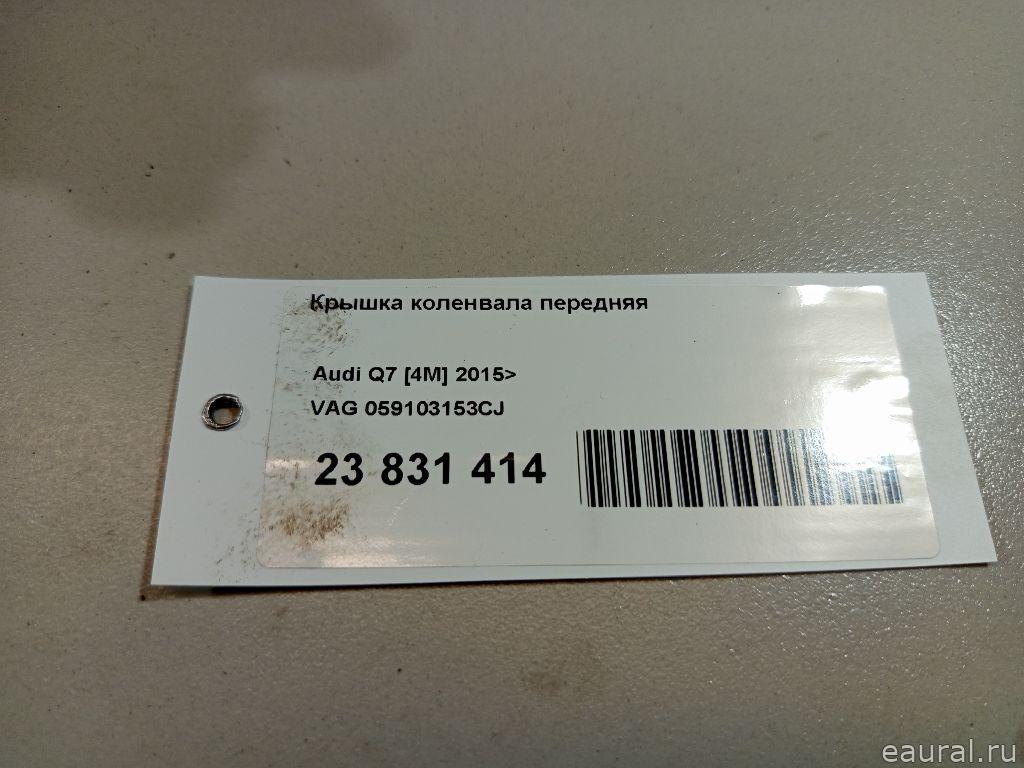 Крышка коленвала передняя
Audi Q7 [4M] 2015>
VAG 059103153CJ
23 831 414
eaural.ru